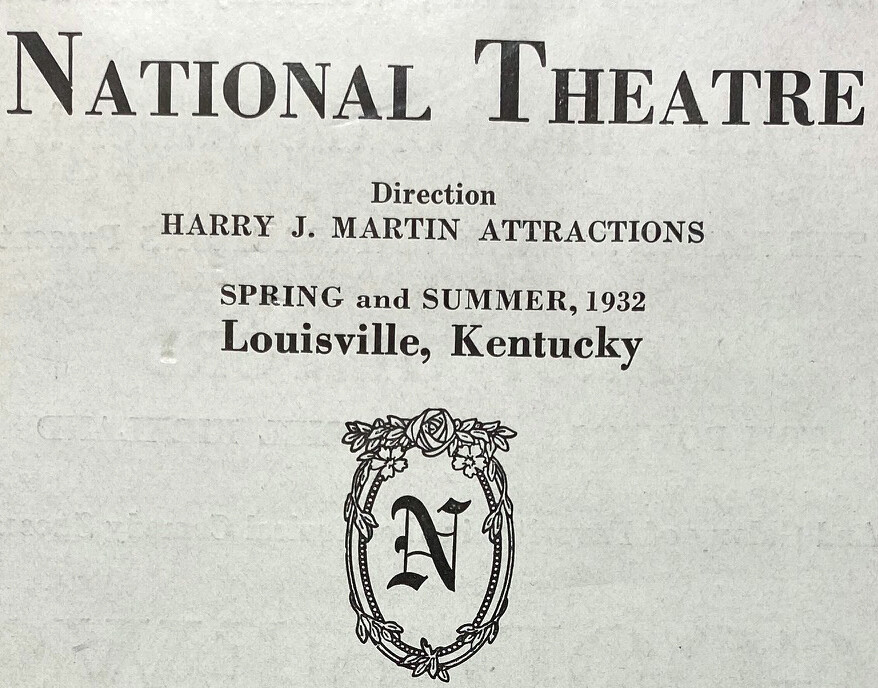 NATIONAL THEATRE
Direction
HARRY J. MARTIN ATTRACTIONS
SPRING and SUMMER, 1932
Louisville, Kentucky
N